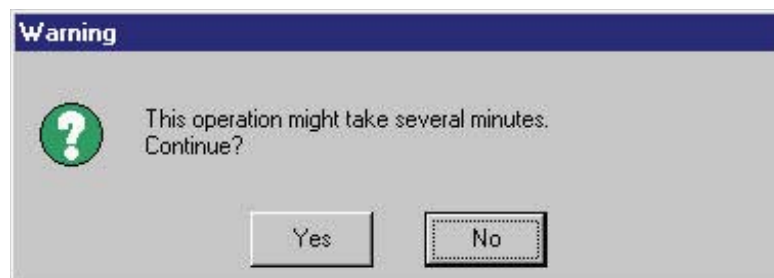 Warning
This operation might take several minutes.
Continue?
Yes No